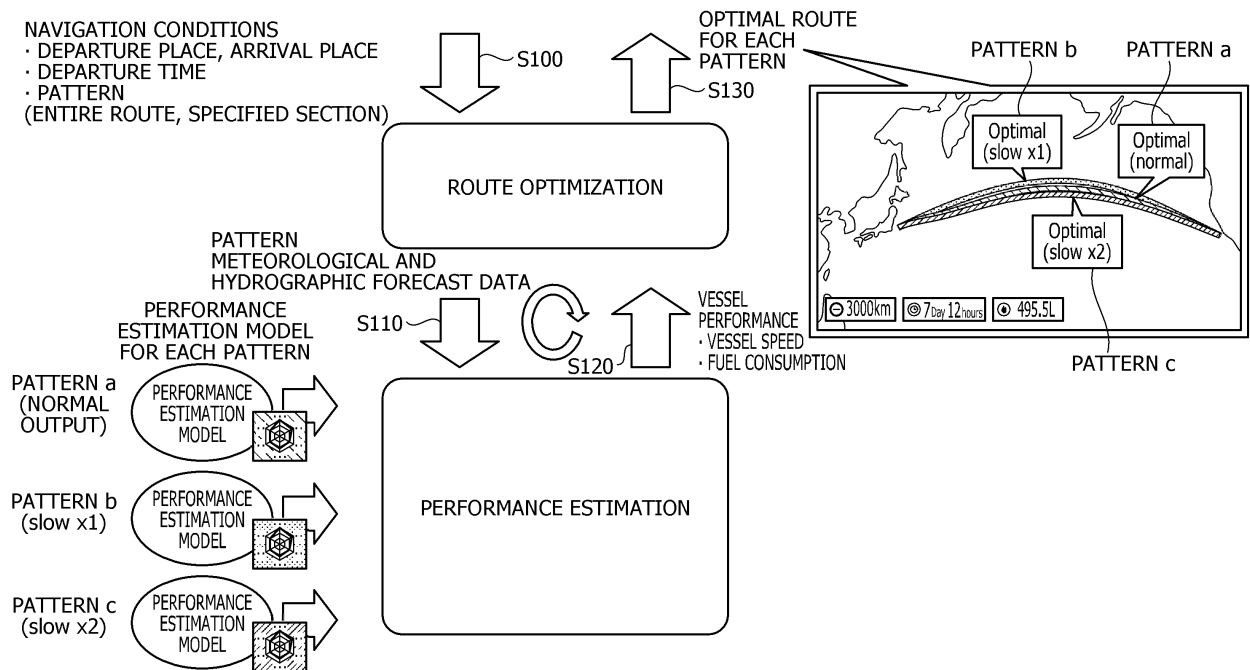 NAVIGATION CONDITIONS
· DEPARTURE PLACE, ARRIVAL PLACE
· DEPARTURE TIME
· PATTERN
(ENTIRE ROUTE, SPECIFIED SECTION)
S100
S130
OPTIMAL ROUTE
FOR EACH
PATTERN
PATTERN b
PATTERN a
Optimal
(slow x1)
Optimal
(normal)
Optimal
(slow x2)
3000km
7Day 12hours
495.5L
PATTERN c
ROUTE OPTIMIZATION
PATTERN
METEOROLOGICAL AND
HYDROGRAPHIC FORECAST DATA
S110
S120
VESSEL
PERFORMANCE
· VESSEL SPEED
· FUEL CONSUMPTION
PERFORMANCE
ESTIMATION MODEL
FOR EACH PATTERN
PATTERN a
(NORMAL
OUTPUT)
PERFORMANCE
ESTIMATION
MODEL
PATTERN b
(slow x1)
PERFORMANCE
ESTIMATION
MODEL
PATTERN c
(slow x2)
PERFORMANCE
ESTIMATION
MODEL
PERFORMANCE ESTIMATION